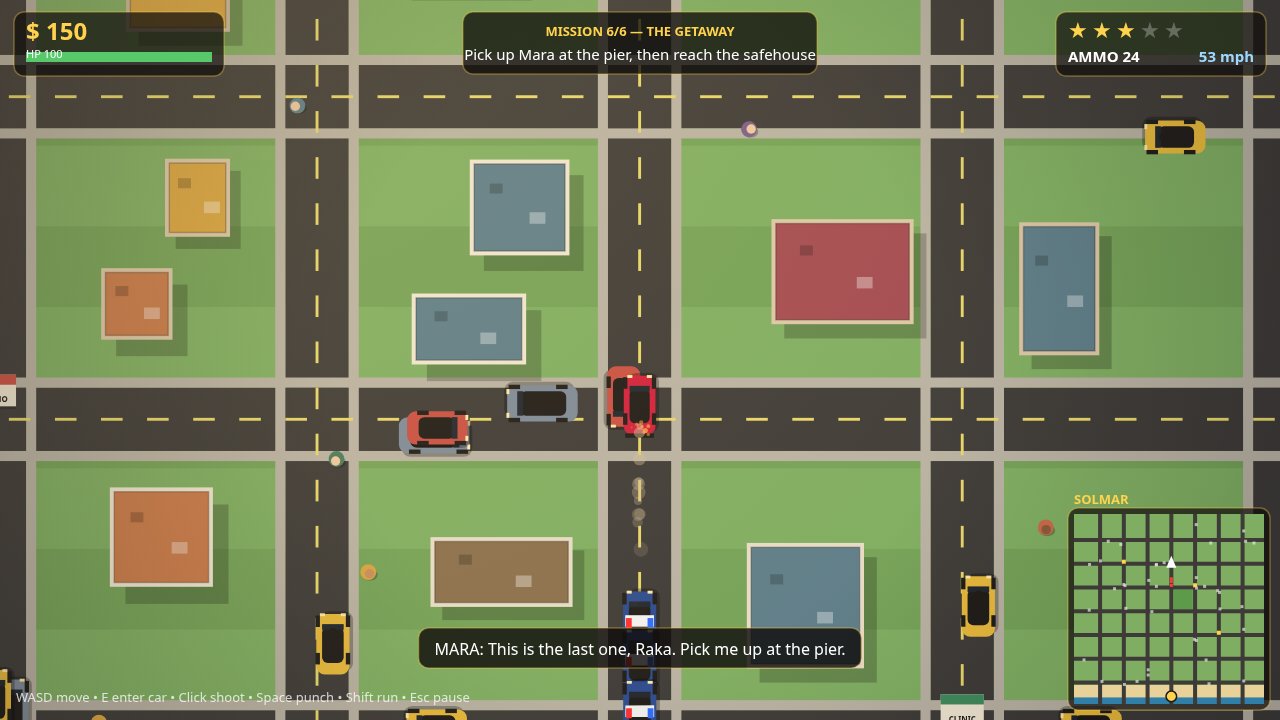 $ 150
HP 100
MISSION 6/6 — THE GETAWAY
Pick up Mara at the pier, then reach the safehouse
AMMO 24
53 mph
SOLMAR
MARA: This is the last one, Raka. Pick me up at the pier.
WASD move • E enter car • Click shoot • Space punch • Shift run • Esc pause
CLINIC